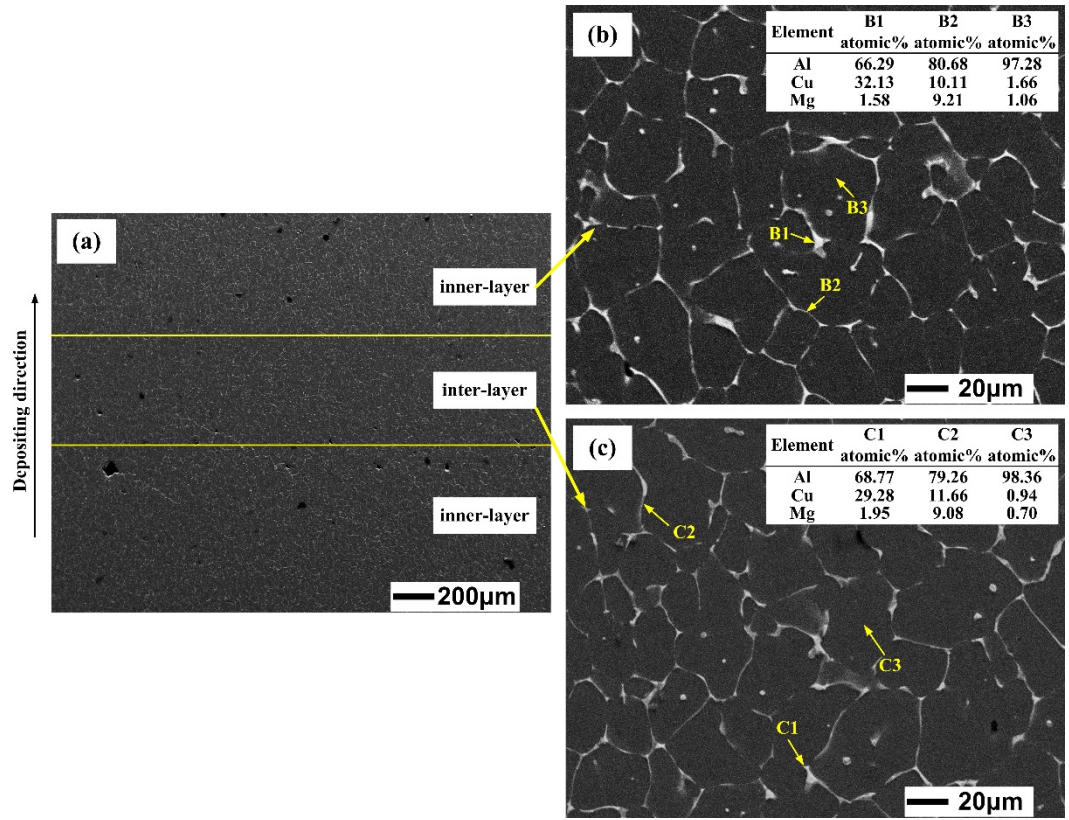 (a)
Depositing direction
inner-layer
inter-layer
inner-layer
200μm
(b)
Element B1 B2 B3
atomic% atomic% atomic%
Al 66.29 80.68 97.28
Cu 32.13 10.11 1.66
Mg 1.58 9.21 1.06
B3
B1
B2
20μm
(c)
Element C1 C2 C3
atomic% atomic% atomic%
Al 68.77 79.26 98.36
Cu 29.28 11.66 0.94
Mg 1.95 9.08 0.70
C2
C3
C1
20μm